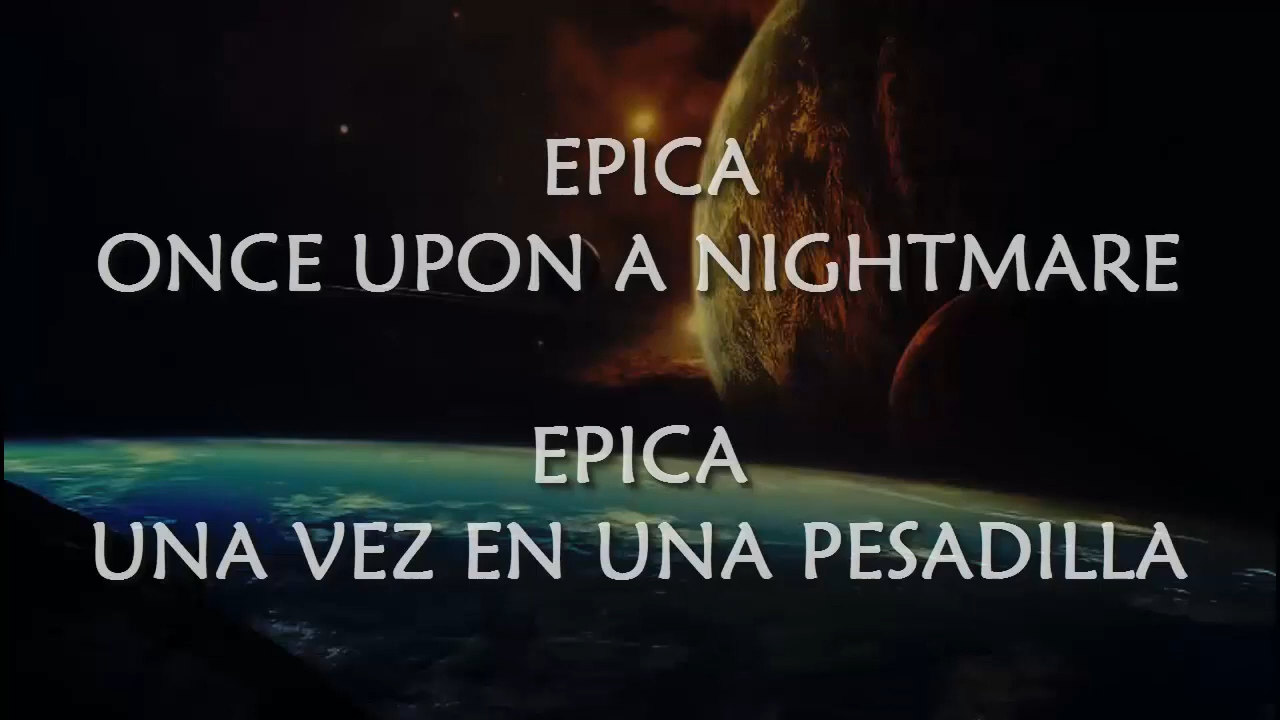 EPICA
ONCE UPON A NIGHTMARE
EPICA
UNA VEZ EN UNA PESADILLA